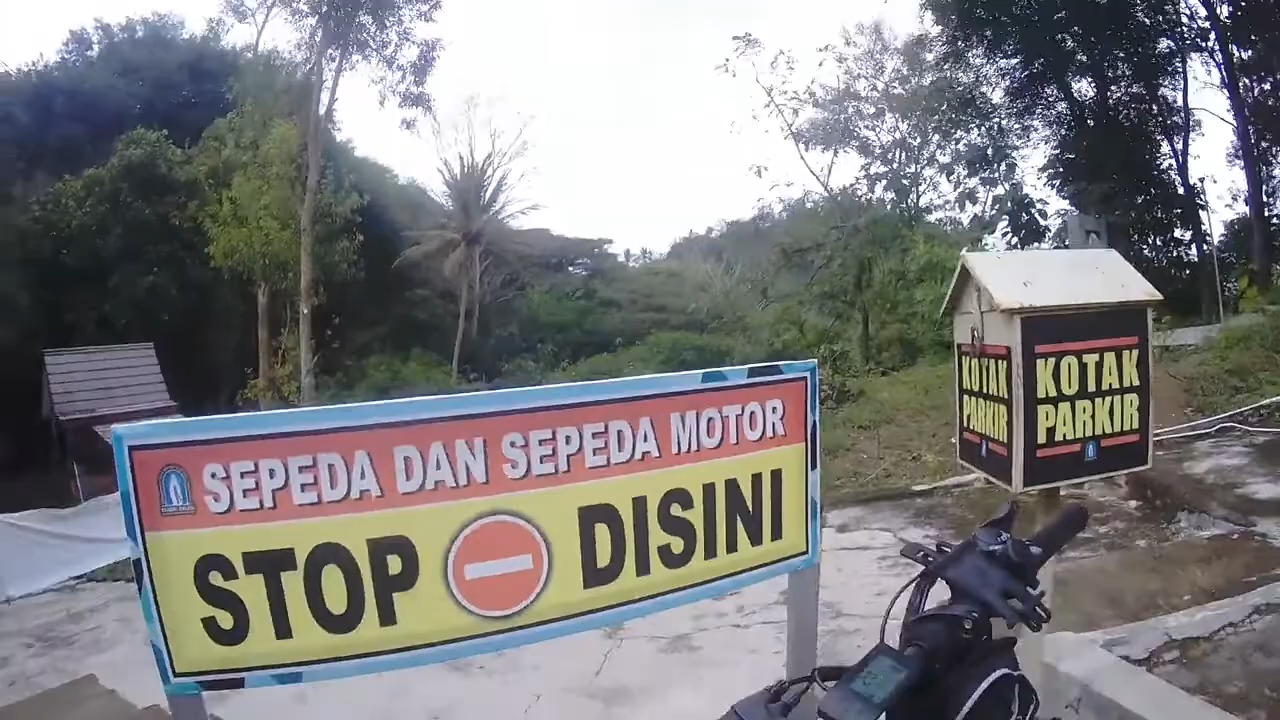 SEPEDA DAN SEPEDA MOTOR
STOP DISINI
KOTAK
PARKIR
KOTAK
PARKIR